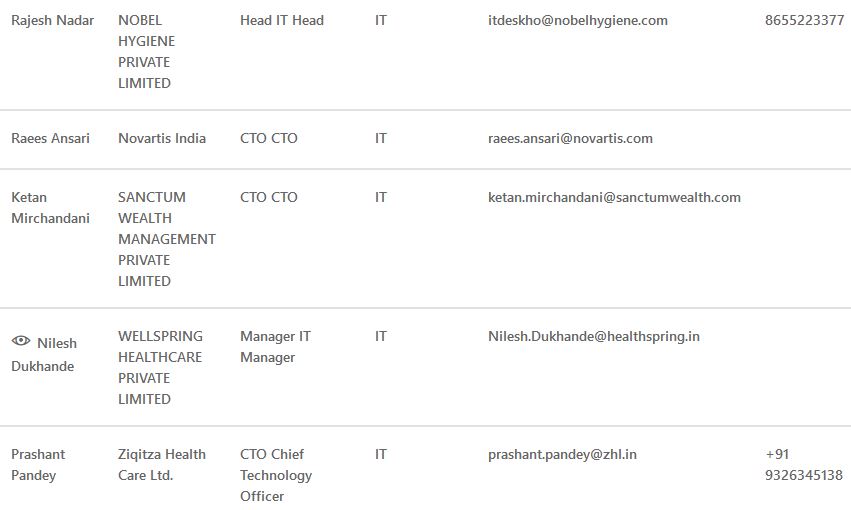 Rajesh Nadar NOBEL Head IT Head IT itdeskho@nobelhygiene.com 8655223377
HYGIENE
PRIVATE
LIMITED
Raees Ansari Novartis India CTO CTO IT raees.ansari@novartis.com
Ketan SANCTUM CTO CTO IT ketan.mirchandani@sanctumwealth.com
Mirchandani WEALTH
MANAGEMENT
PRIVATE
LIMITED
Nilesh WELLSPRING Manager IT IT Nilesh.Dukhande@healthspring.in
Dukhande HEALTHCARE Manager
PRIVATE
LIMITED
Prashant Ziqitza Health CTO Chief IT prashant.pandey@zhl.in +91
Pandey Care Ltd. Technology 9326345138
Officer